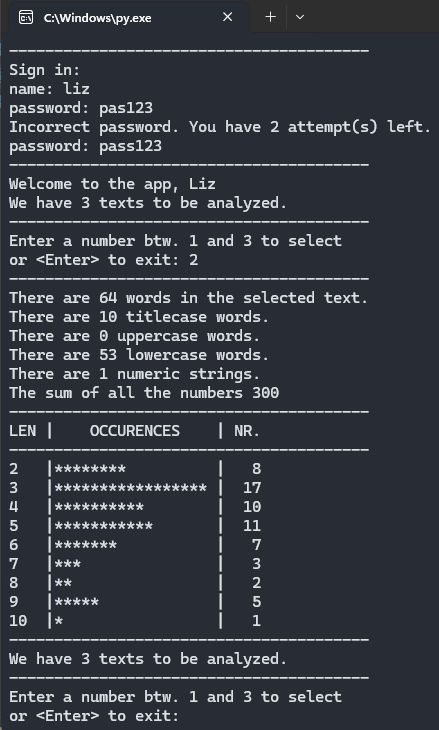 C:\Windows\py.exe
----------------------------------------
Sign in:
name: liz
password: pas123
Incorrect password. You have 2 attempt(s) left.
password: pass123
----------------------------------------
Welcome to the app, Liz
We have 3 texts to be analyzed.
----------------------------------------
Enter a number btw. 1 and 3 to select
or <Enter> to exit: 2
----------------------------------------
There are 64 words in the selected text.
There are 10 titlecase words.
There are 0 uppercase words.
There are 53 lowercase words.
There are 1 numeric strings.
The sum of all the numbers 300
----------------------------------------
LEN |    OCCURENCES    | NR.
----------------------------------------
2   |********          |   8
3   |***************** |  17
4   |**********        |  10
5   |***********       |  11
6   |*******           |   7
7   |***               |   3
8   |**                |   2
9   |*****             |   5
10  |*                 |   1
----------------------------------------
We have 3 texts to be analyzed.
----------------------------------------
Enter a number btw. 1 and 3 to select
or <Enter> to exit: